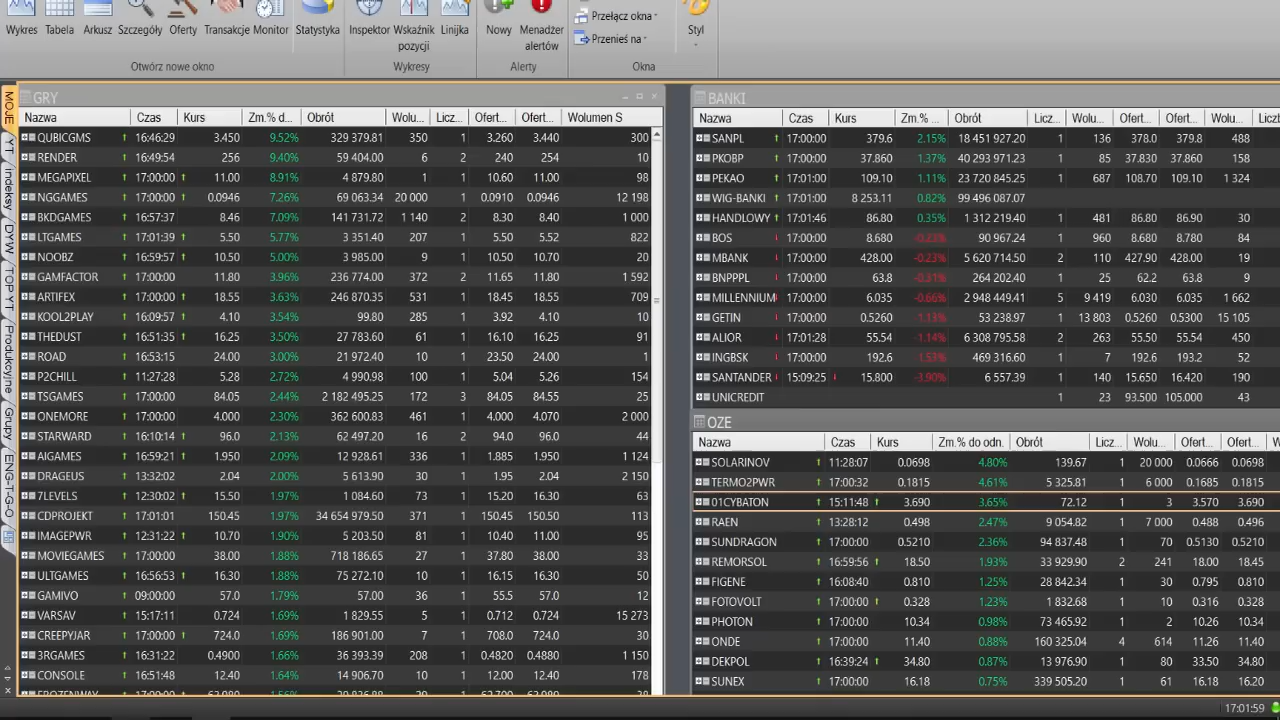 Wykres Tabela Arkusz Szczegóły Oferty Transakcje Monitor Statystyka Inspektor Wskaźnik pozycji Linijka Nowy Menadżer alertów Przełącz okna Przenieś na Styl
Otwórz nowe okno Wykresy Alerty Okna
MOJE
YT
Indeksy
DYW
TOP YT
Produkcyjne
Grupy
ENG-T-G-O
GRY
Nazwa Czas Kurs Zm.% d... Obrót Wolu... Licz... Ofert... Ofert... Wolumen S
QUBICGMS 16:46:29 3.450 9.52% 329 379.81 350 1 3.260 3.440 300
RENDER 16:49:54 256 9.40% 59 404.00 6 2 240 254 10
MEGAPIXEL 17:00:00 11.00 8.91% 4 879.80 1 1 10.60 11.00 98
NGGAMES 17:00:00 0.0946 7.26% 69 063.34 20 000 1 0.0910 0.0946 12 198
BKDGAMES 16:57:37 8.46 7.09% 141 731.72 1 140 2 8.30 8.40 1 000
LTGAMES 17:01:39 5.50 5.77% 3 351.40 207 1 5.50 5.52 822
NOOBZ 16:59:57 10.50 5.00% 3 985.00 9 1 10.50 10.70 20
GAMFACTOR 17:00:00 11.80 3.96% 236 774.00 372 2 11.65 11.80 1 592
ARTIFEX 17:00:00 18.55 3.63% 246 870.35 531 1 18.45 18.55 709
KOOL2PLAY 16:09:57 4.10 3.54% 99.80 285 1 3.92 4.10 10
THEDUST 16:51:35 16.25 3.50% 27 783.60 61 1 16.10 16.25 91
ROAD 16:53:15 24.00 3.00% 21 972.40 10 1 23.50 24.00 1
P2CHILL 11:27:28 5.28 2.72% 4 990.98 100 1 5.04 5.26 154
TSGAMES 17:00:00 84.05 2.44% 2 182 495.25 172 3 84.05 84.55 25
ONEMORE 17:00:00 4.000 2.30% 362 600.83 461 1 4.000 4.070 2 000
STARWARD 16:10:14 96.0 2.13% 62 497.20 16 2 94.0 96.0 44
AIGAMES 16:59:21 1.950 2.09% 12 928.61 336 1 1.885 1.950 1 124
DRAGEUS 13:32:02 2.04 2.00% 5 613.90 30 1 1.95 2.04 30
7LEVELS 12:30:02 15.50 1.97% 1 084.60 73 1 15.20 16.30 63
CDPROJEKT 17:01:01 150.45 1.97% 34 654 979.50 371 1 150.45 150.50 113
IMAGEPWR 12:31:22 10.70 1.90% 5 203.50 81 1 10.40 11.00 95
MOVIEGAMES 17:00:00 38.00 1.88% 718 186.65 27 1 37.80 38.00 33
ULTGAMES 16:56:53 16.30 1.88% 75 272.10 10 1 16.15 16.30 50
GAMIVO 09:00:00 57.0 1.79% 57.00 36 1 55.5 57.0 12
VARSAV 15:17:11 0.724 1.69% 1 829.55 5 1 0.712 0.724 15 273
CREEPYJAR 17:00:00 724.0 1.69% 186 901.00 7 1 708.0 724.0 30
3RGAMES 16:31:22 0.4900 1.66% 36 393.39 208 1 0.4820 0.4880 1 150
CONSOLE 16:51:48 12.40 1.64% 14 906.70 10 1 12.00 12.40 178
BANKI
Nazwa Czas Kurs Zm.% ... Obrót Licz... Wolu... Ofert... Ofert... Wolu... Liczb
SANPL 17:00:00 379.6 2.15% 18 451 927.20 1 136 378.0 379.8 488
PKOBP 17:00:00 37.860 1.37% 40 293 971.23 1 85 37.830 37.860 158
PEKAO 17:01:00 109.10 1.11% 23 720 845.25 1 687 108.70 109.10 1 324
WIG-BANKI 17:01:00 8 253.11 0.82% 99 496 087.07
HANDLOWY 17:01:46 86.80 0.35% 1 312 219.40 1 481 86.80 86.90 30
BOS 17:00:00 8.680 -0.23% 90 967.24 1 960 8.680 8.780 84
MBANK 17:00:00 428.00 -0.23% 5 620 714.50 2 110 427.90 428.00 19
BNPPPL 17:00:00 63.8 -0.31% 264 202.40 1 25 62.2 63.8 9
MILLENNIUM 17:00:00 6.035 -0.66% 2 948 449.41 5 9 419 6.030 6.035 1 662
GETIN 17:00:00 0.5260 -1.13% 53 238.97 1 13 803 0.5260 0.5300 15 105
ALIOR 17:01:28 55.54 -1.14% 6 308 795.58 2 263 55.50 55.54 450
INGBSK 17:00:00 192.6 -1.53% 469 316.60 1 7 192.6 193.2 52
SANTANDER 15:09:25 15.800 -3.90% 6 557.39 1 140 15.650 16.420 190
UNICREDIT 1 23 93.500 105.000 43
OZE
Nazwa Czas Kurs Zm.% do odn. Obrót Licz... Wolu... Ofert... Ofert... Wolu...
SOLARINOV 11:28:07 0.0698 4.80% 139.67 1 20 000 0.0666 0.0698
TERMO2PWR 17:00:32 0.1815 4.61% 5 325.81 1 6 000 0.1685 0.1815
01CYBATON 15:11:48 3.690 3.65% 72.12 1 3 3.570 3.690
RAEN 13:28:12 0.498 2.47% 9 054.82 1 7 000 0.488 0.496
SUNDRAGON 17:00:00 0.5210 2.36% 94 837.48 1 70 0.5130 0.5210
REMORSOL 16:59:56 18.50 1.93% 33 929.90 2 241 18.00 18.45
FIGENE 16:08:40 0.810 1.25% 28 842.34 1 30 0.795 0.810
FOTOVOLT 17:00:00 0.328 1.23% 1 832.68 1 10 0.316 0.328
PHOTON 17:00:00 10.34 0.98% 73 465.92 1 2 10.26 10.34
ONDE 17:00:00 11.40 0.88% 160 325.04 4 614 11.26 11.40
DEKPOL 16:39:24 34.80 0.87% 13 976.90 1 80 33.50 34.80
SUNEX 17:00:00 16.18 0.75% 339 505.20 1 61 16.18 16.20
17:01:59